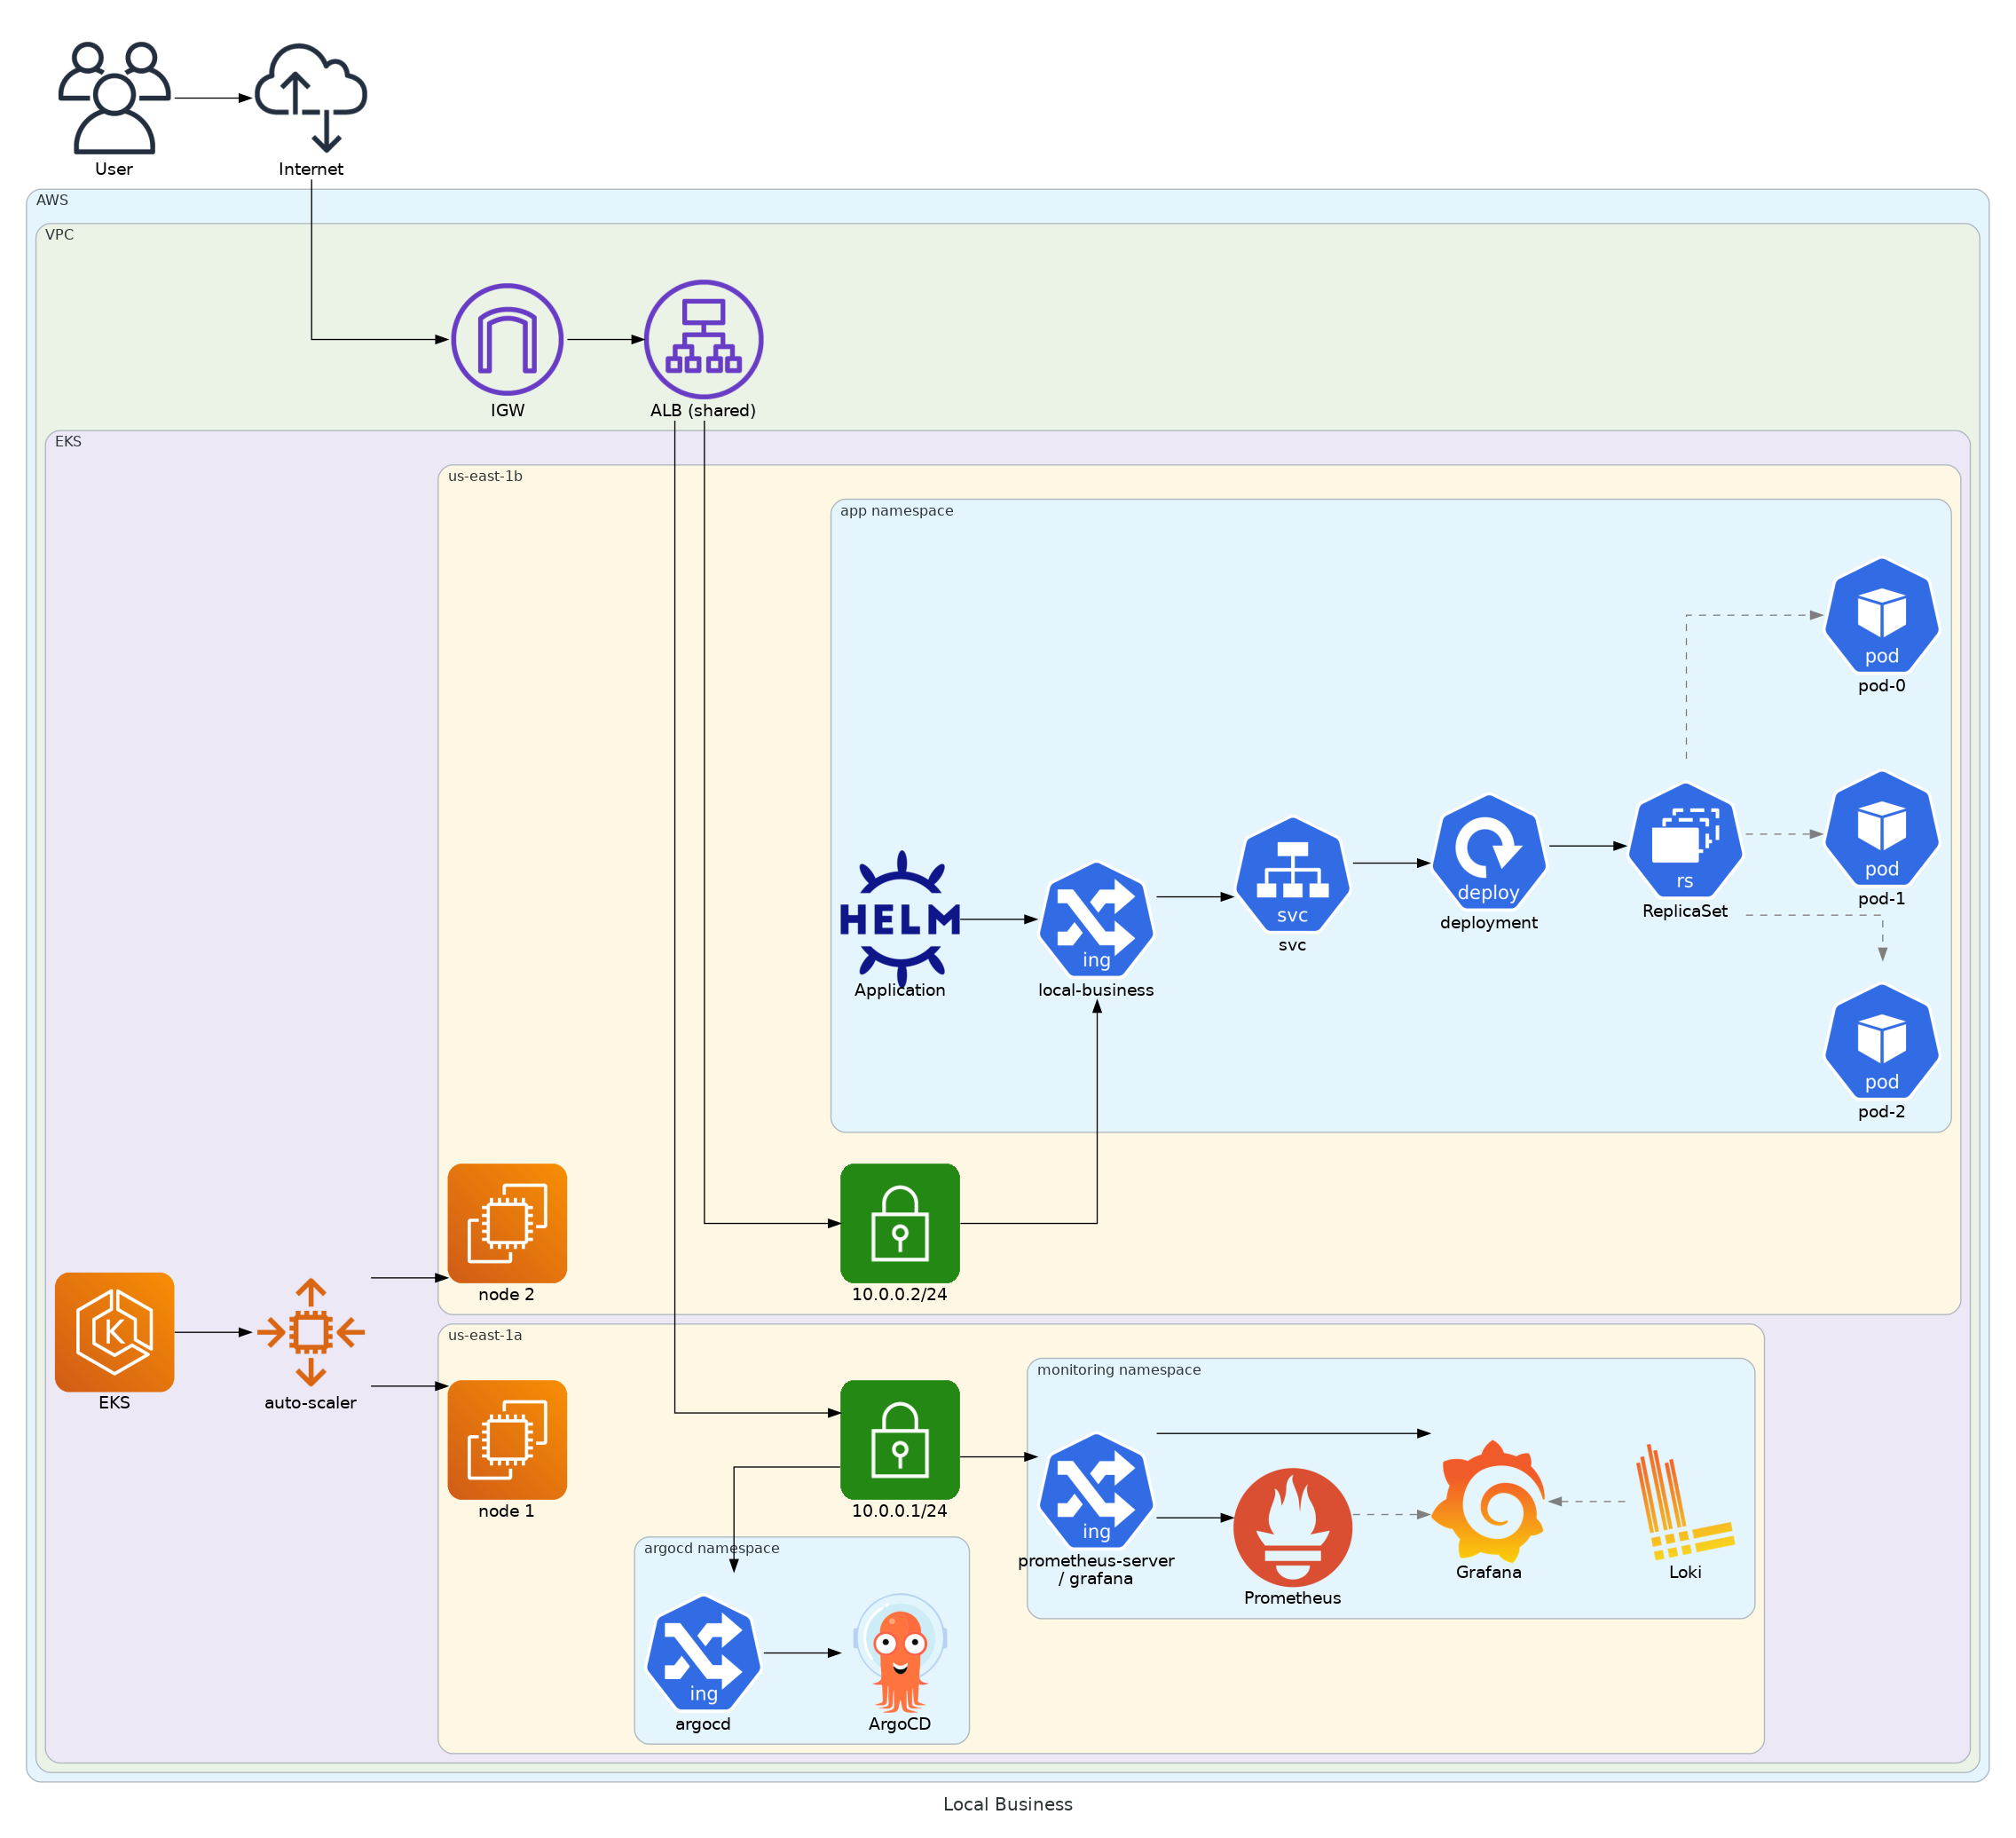 User
Internet
AWS
VPC
IGW
ALB (shared)
EKS
us-east-1b
app namespace
pod
pod-0
pod
pod-1
rs
ReplicaSet
deploy
deployment
svc
svc
HELM
Application
ing
local-business
pod
pod-2
node 2
10.0.0.2/24
K
EKS
auto-scaler
us-east-1a
node 1
10.0.0.1/24
monitoring namespace
ing
prometheus-server
/ grafana
Prometheus
Grafana
Loki
argocd namespace
ing
argocd
ArgoCD
Local Business